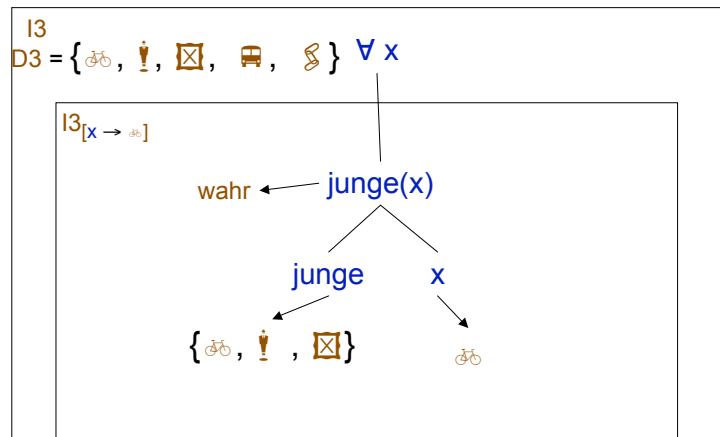 I3
D3 = { , , , , } ∀ x
I3[x → ]
wahr junge(x)
junge x
{ , , }